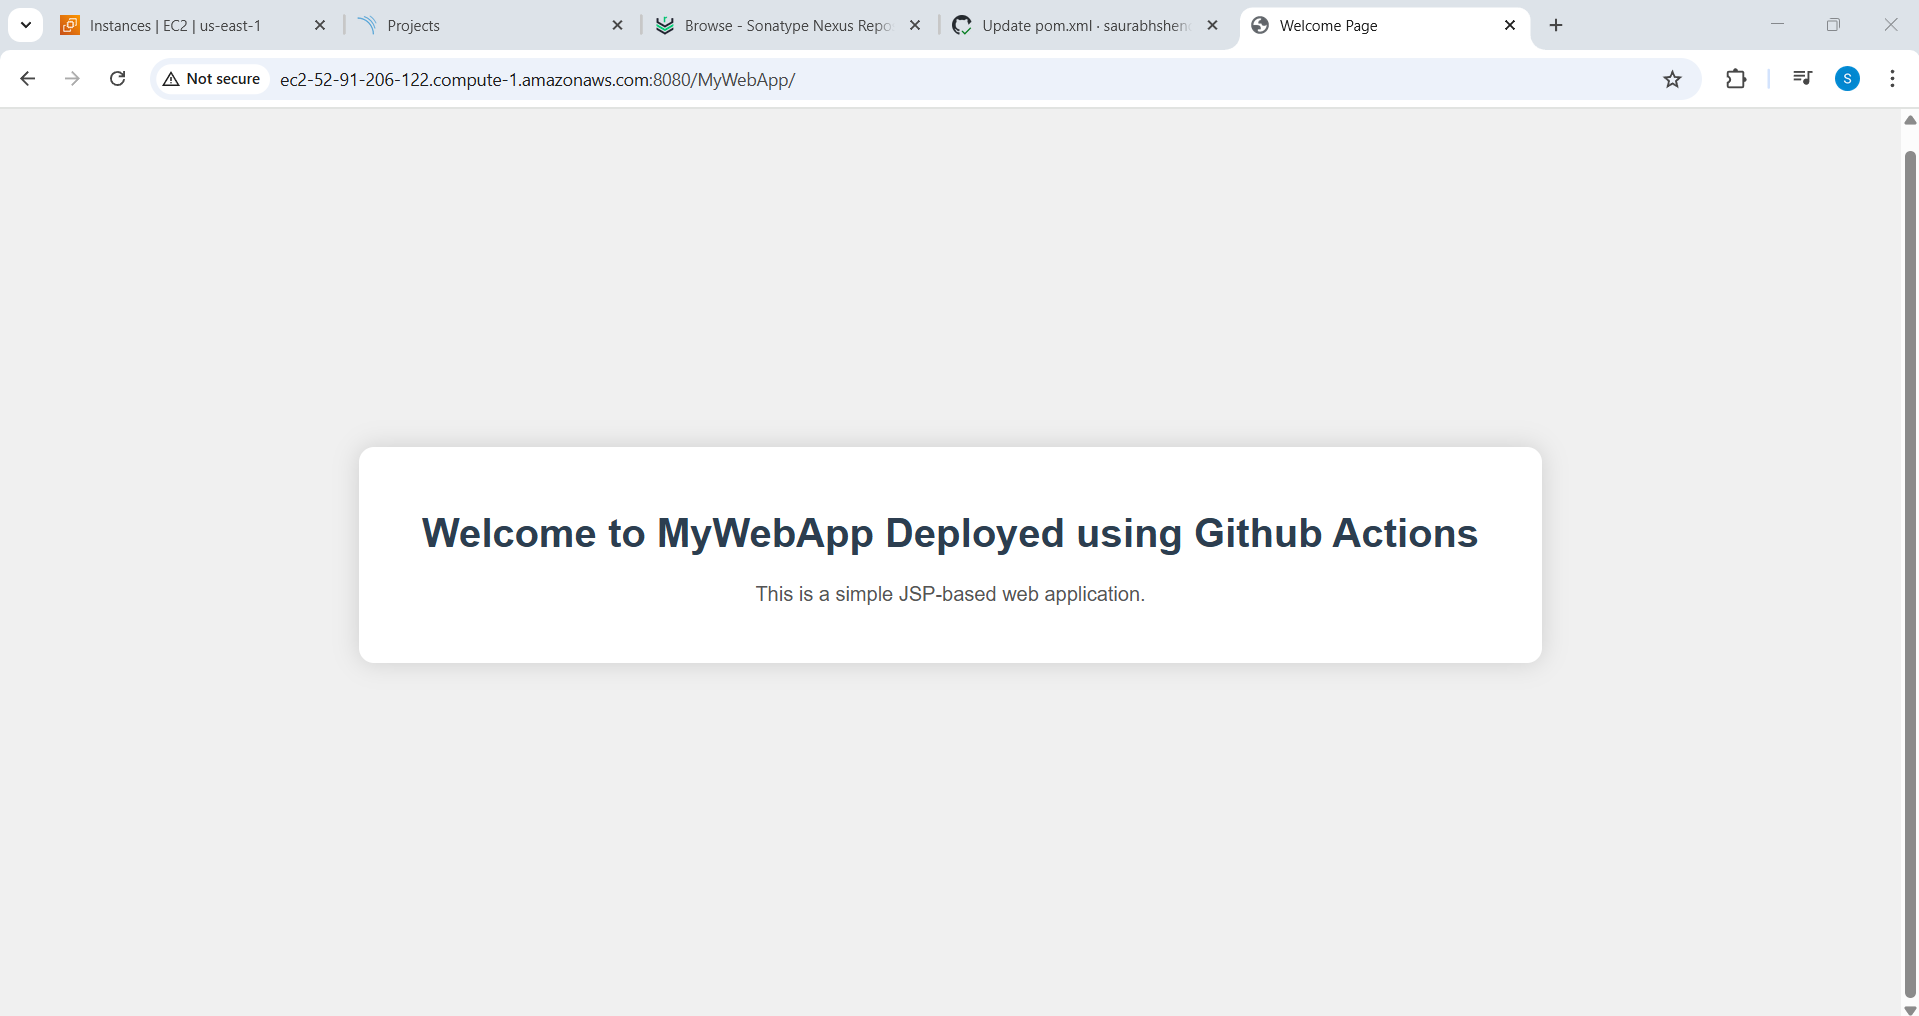 Instances | EC2 | us-east-1
Projects
Browse - Sonatype Nexus Repo
Update pom.xml · saurabhshen
Welcome Page
Not secure
ec2-52-91-206-122.compute-1.amazonaws.com:8080/MyWebApp/
S
Welcome to MyWebApp Deployed using Github Actions
This is a simple JSP-based web application.